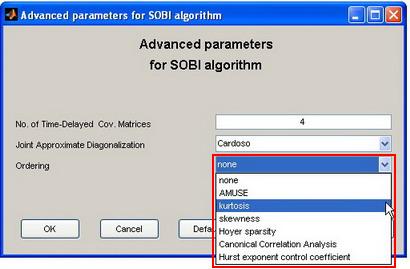 Advanced parameters for SOBI algorithm
Advanced parameters
for SOBI algorithm
No. of Time-Delayed Cov. Matrices
4
Joint Approximate Diagonalization
Cardoso
Ordering
none
none
AMUSE
kurtosis
skewness
Hoyer sparsity
Canonical Correlation Analysis
Hurst exponent control coefficient
OK
Cancel